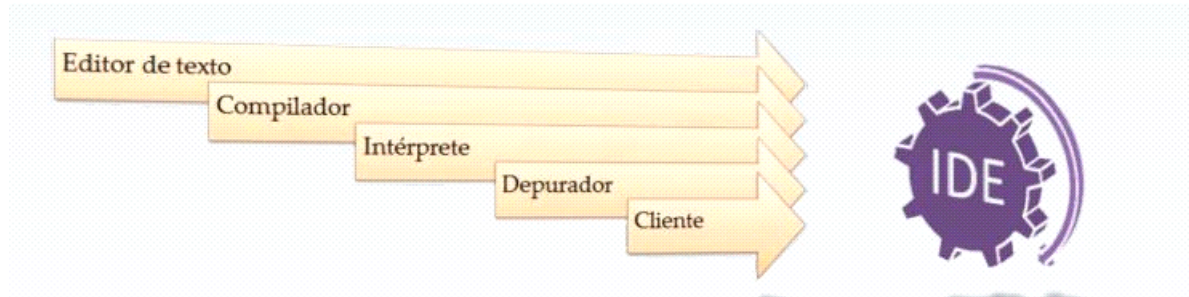 Editor de texto
Compilador
Intérprete
Depurador
Cliente
IDE